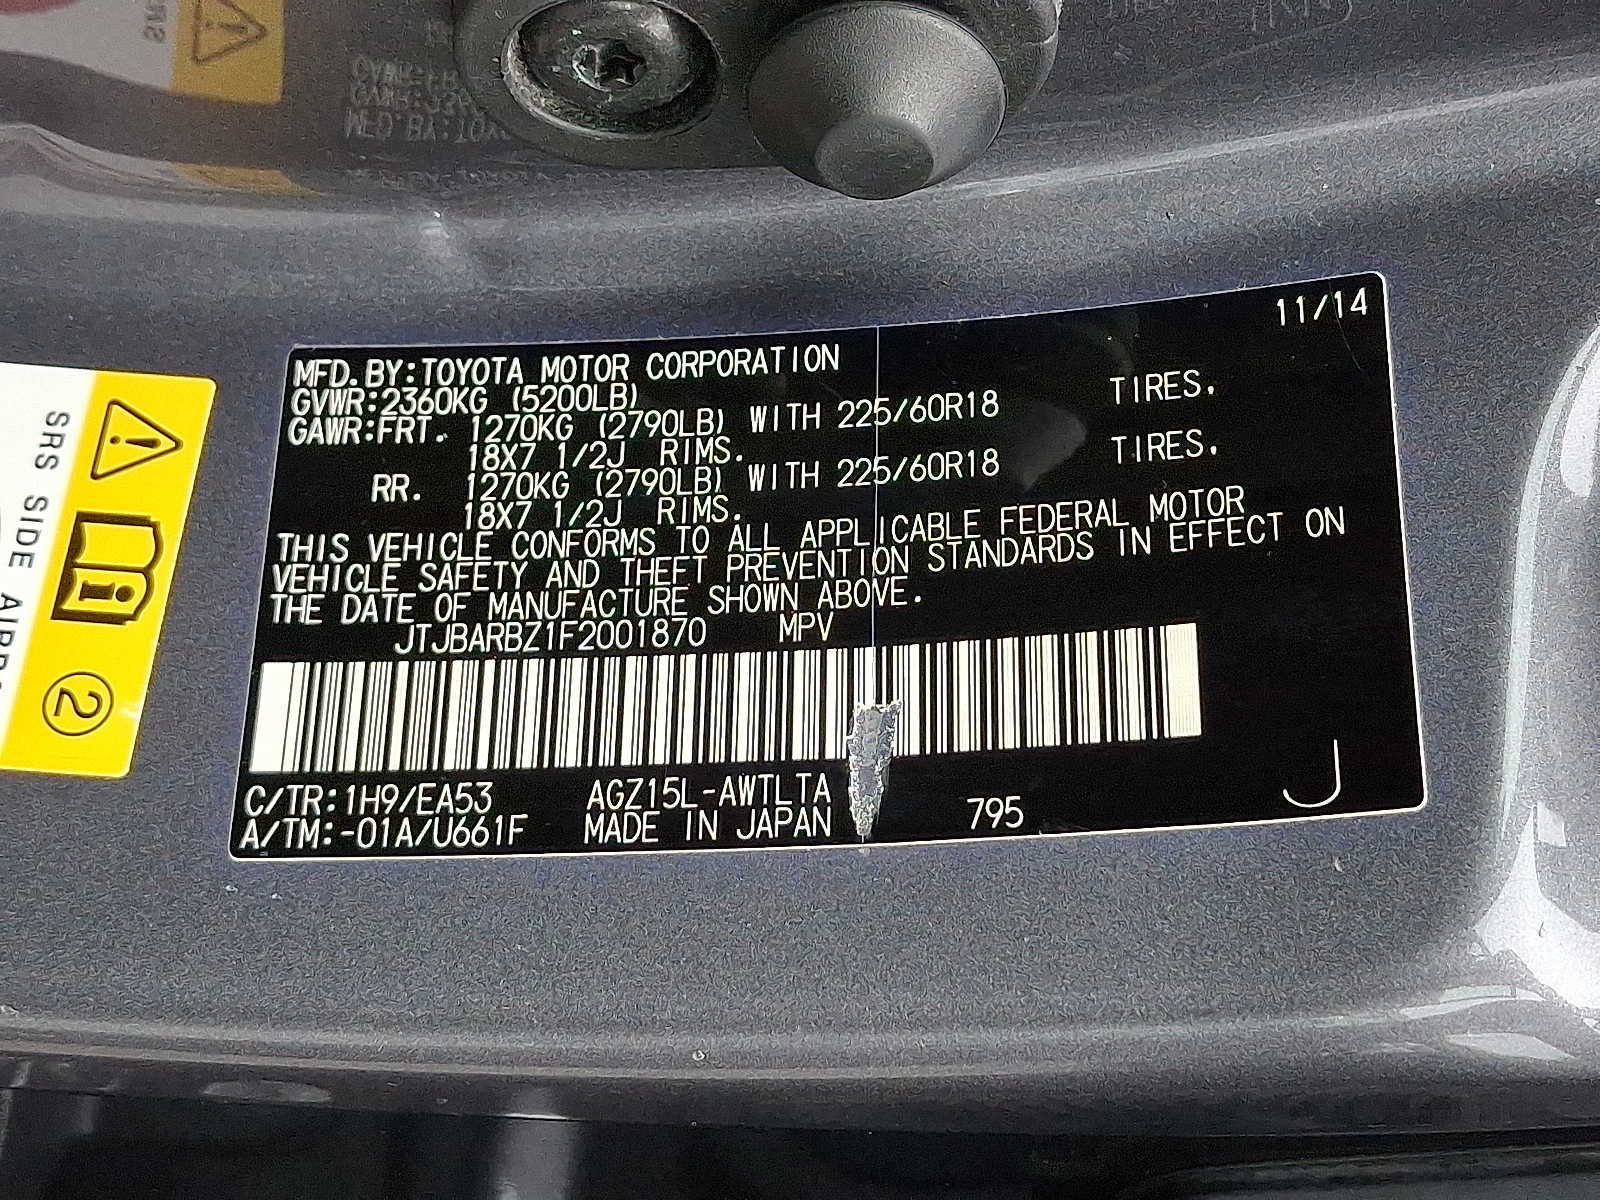 11/14
MFD. BY:TOYOTA MOTOR CORPORATION
GVWR:2360KG (5200LB)
GAWR:FRT. 1270KG (2790LB) WITH 225/60R18 TIRES.
18X7 1/2J RIMS.
RR. 1270KG (2790LB) WITH 225/60R18 TIRES.
18X7 1/2J RIMS.
THIS VEHICLE CONFORMS TO ALL APPLICABLE FEDERAL MOTOR
VEHICLE SAFETY AND THEFT PREVENTION STANDARDS IN EFFECT ON
THE DATE OF MANUFACTURE SHOWN ABOVE.
JTJBARBZ1F2001870 MPV
C/TR:1H9/EA53 AGZ15L-AWTLTA
A/TM:-01A/U661F MADE IN JAPAN 795 J
SRS SIDE
2
SRS